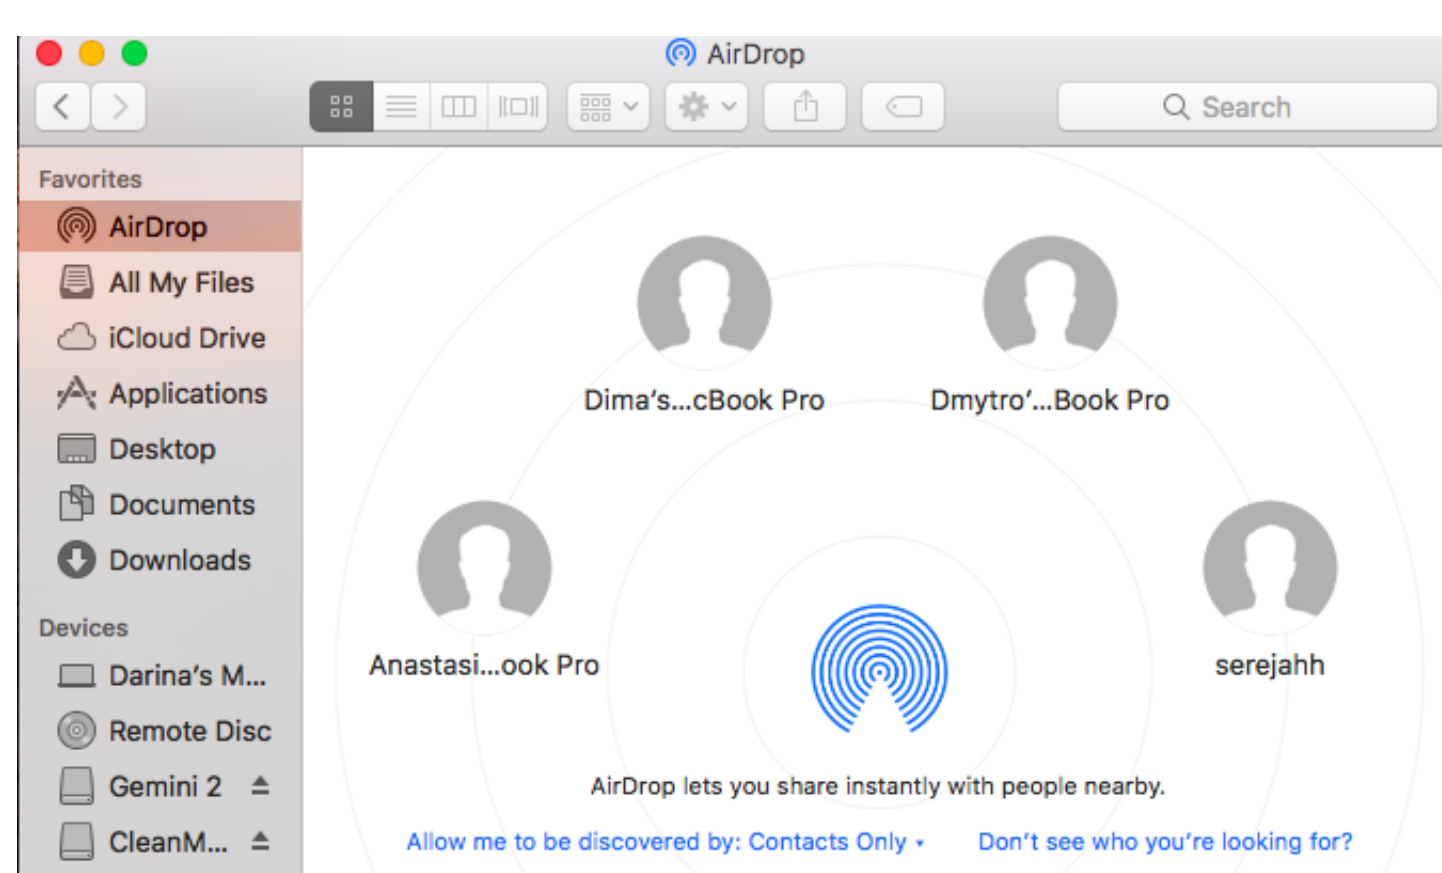 AirDrop
Search
Favorites
AirDrop
All My Files
iCloud Drive
Applications
Desktop
Documents
Downloads
Devices
Darina's M...
Remote Disc
Gemini 2
CleanM...
Dima's...cBook Pro
Dmytro'...Book Pro
Anastasi...ook Pro
serejahh
AirDrop lets you share instantly with people nearby.
Allow me to be discovered by: Contacts Only
Don't see who you're looking for?